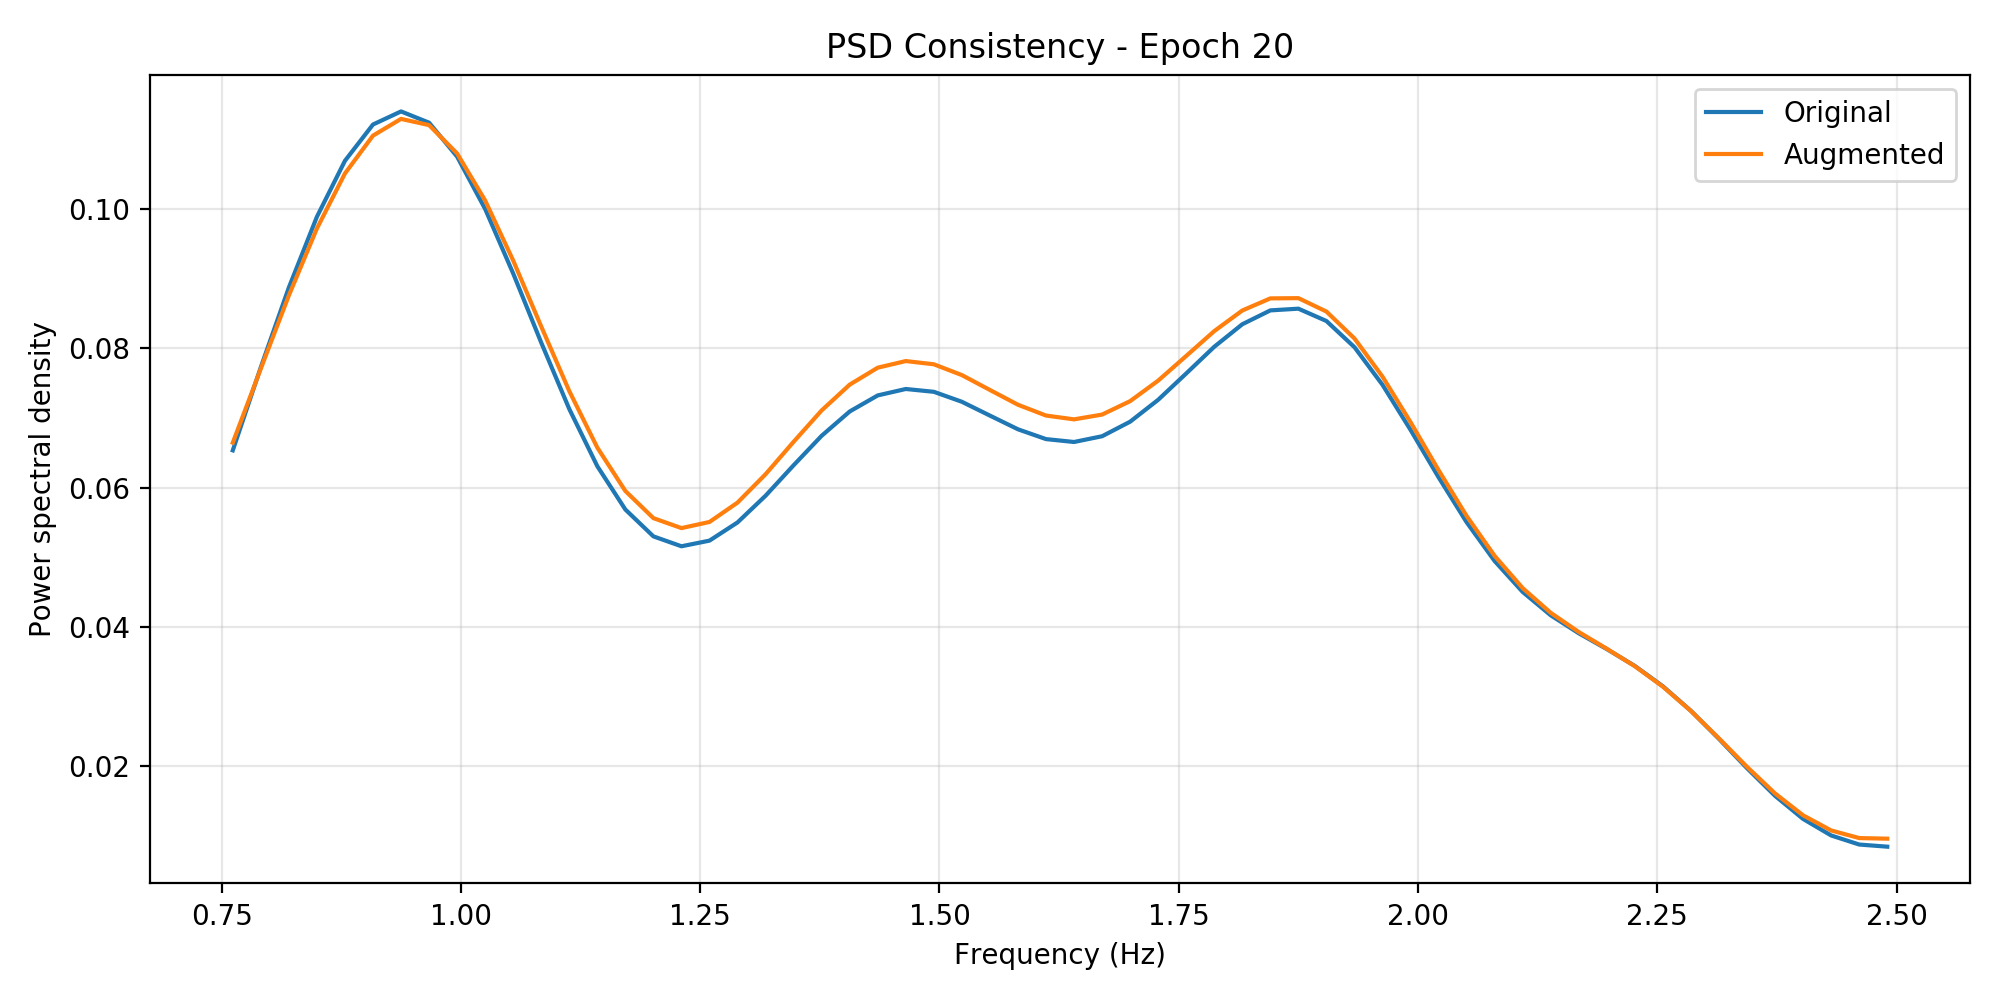 PSD Consistency - Epoch 20
Original
Augmented
Power spectral density
0.10
0.08
0.06
0.04
0.02
0.75 1.00 1.25 1.50 1.75 2.00 2.25 2.50
Frequency (Hz)